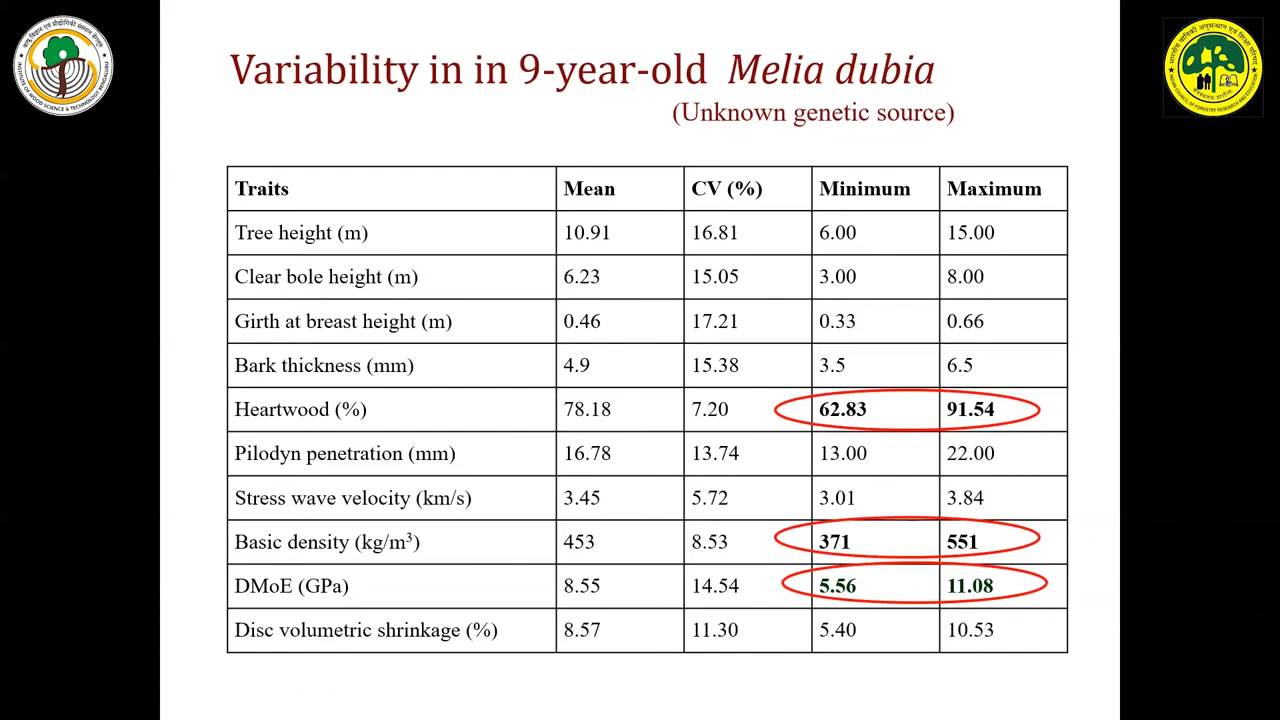 Variability in in 9-year-old Melia dubia
(Unknown genetic source)
Traits Mean CV (%) Minimum Maximum
Tree height (m) 10.91 16.81 6.00 15.00
Clear bole height (m) 6.23 15.05 3.00 8.00
Girth at breast height (m) 0.46 17.21 0.33 0.66
Bark thickness (mm) 4.9 15.38 3.5 6.5
Heartwood (%) 78.18 7.20 62.83 91.54
Pilodyn penetration (mm) 16.78 13.74 13.00 22.00
Stress wave velocity (km/s) 3.45 5.72 3.01 3.84
Basic density (kg/m³) 453 8.53 371 551
DMoE (GPa) 8.55 14.54 5.56 11.08
Disc volumetric shrinkage (%) 8.57 11.30 5.40 10.53